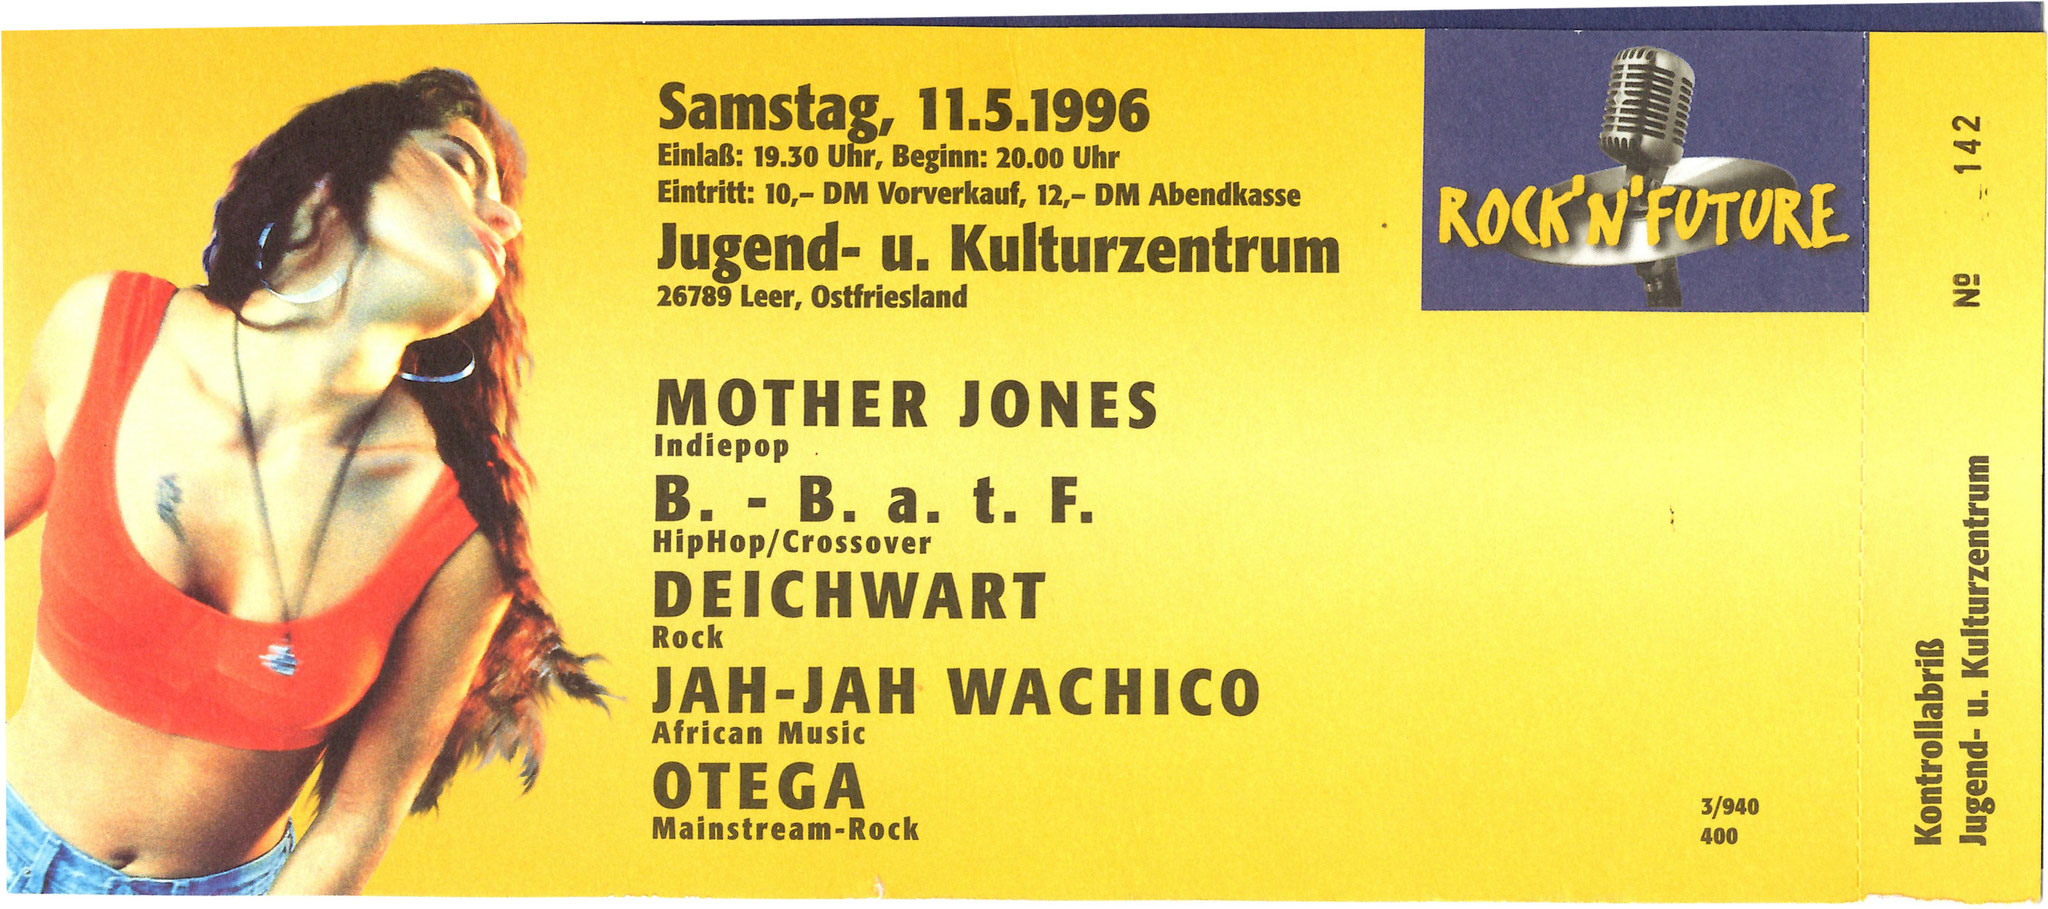 Samstag, 11.5.1996
Einlaß: 19.30 Uhr, Beginn: 20.00 Uhr
Eintritt: 10,– DM Vorverkauf, 12,– DM Abendkasse
Jugend- u. Kulturzentrum
26789 Leer, Ostfriesland
ROCK'N'FUTURE
MOTHER JONES
Indiepop
B. - B. a. t. F.
HipHop/Crossover
DEICHWART
Rock
JAH-JAH WACHICO
African Music
OTEGA
Mainstream-Rock
3/940
400
Nº 142
Kontrollabriß
Jugend- u. Kulturzentrum